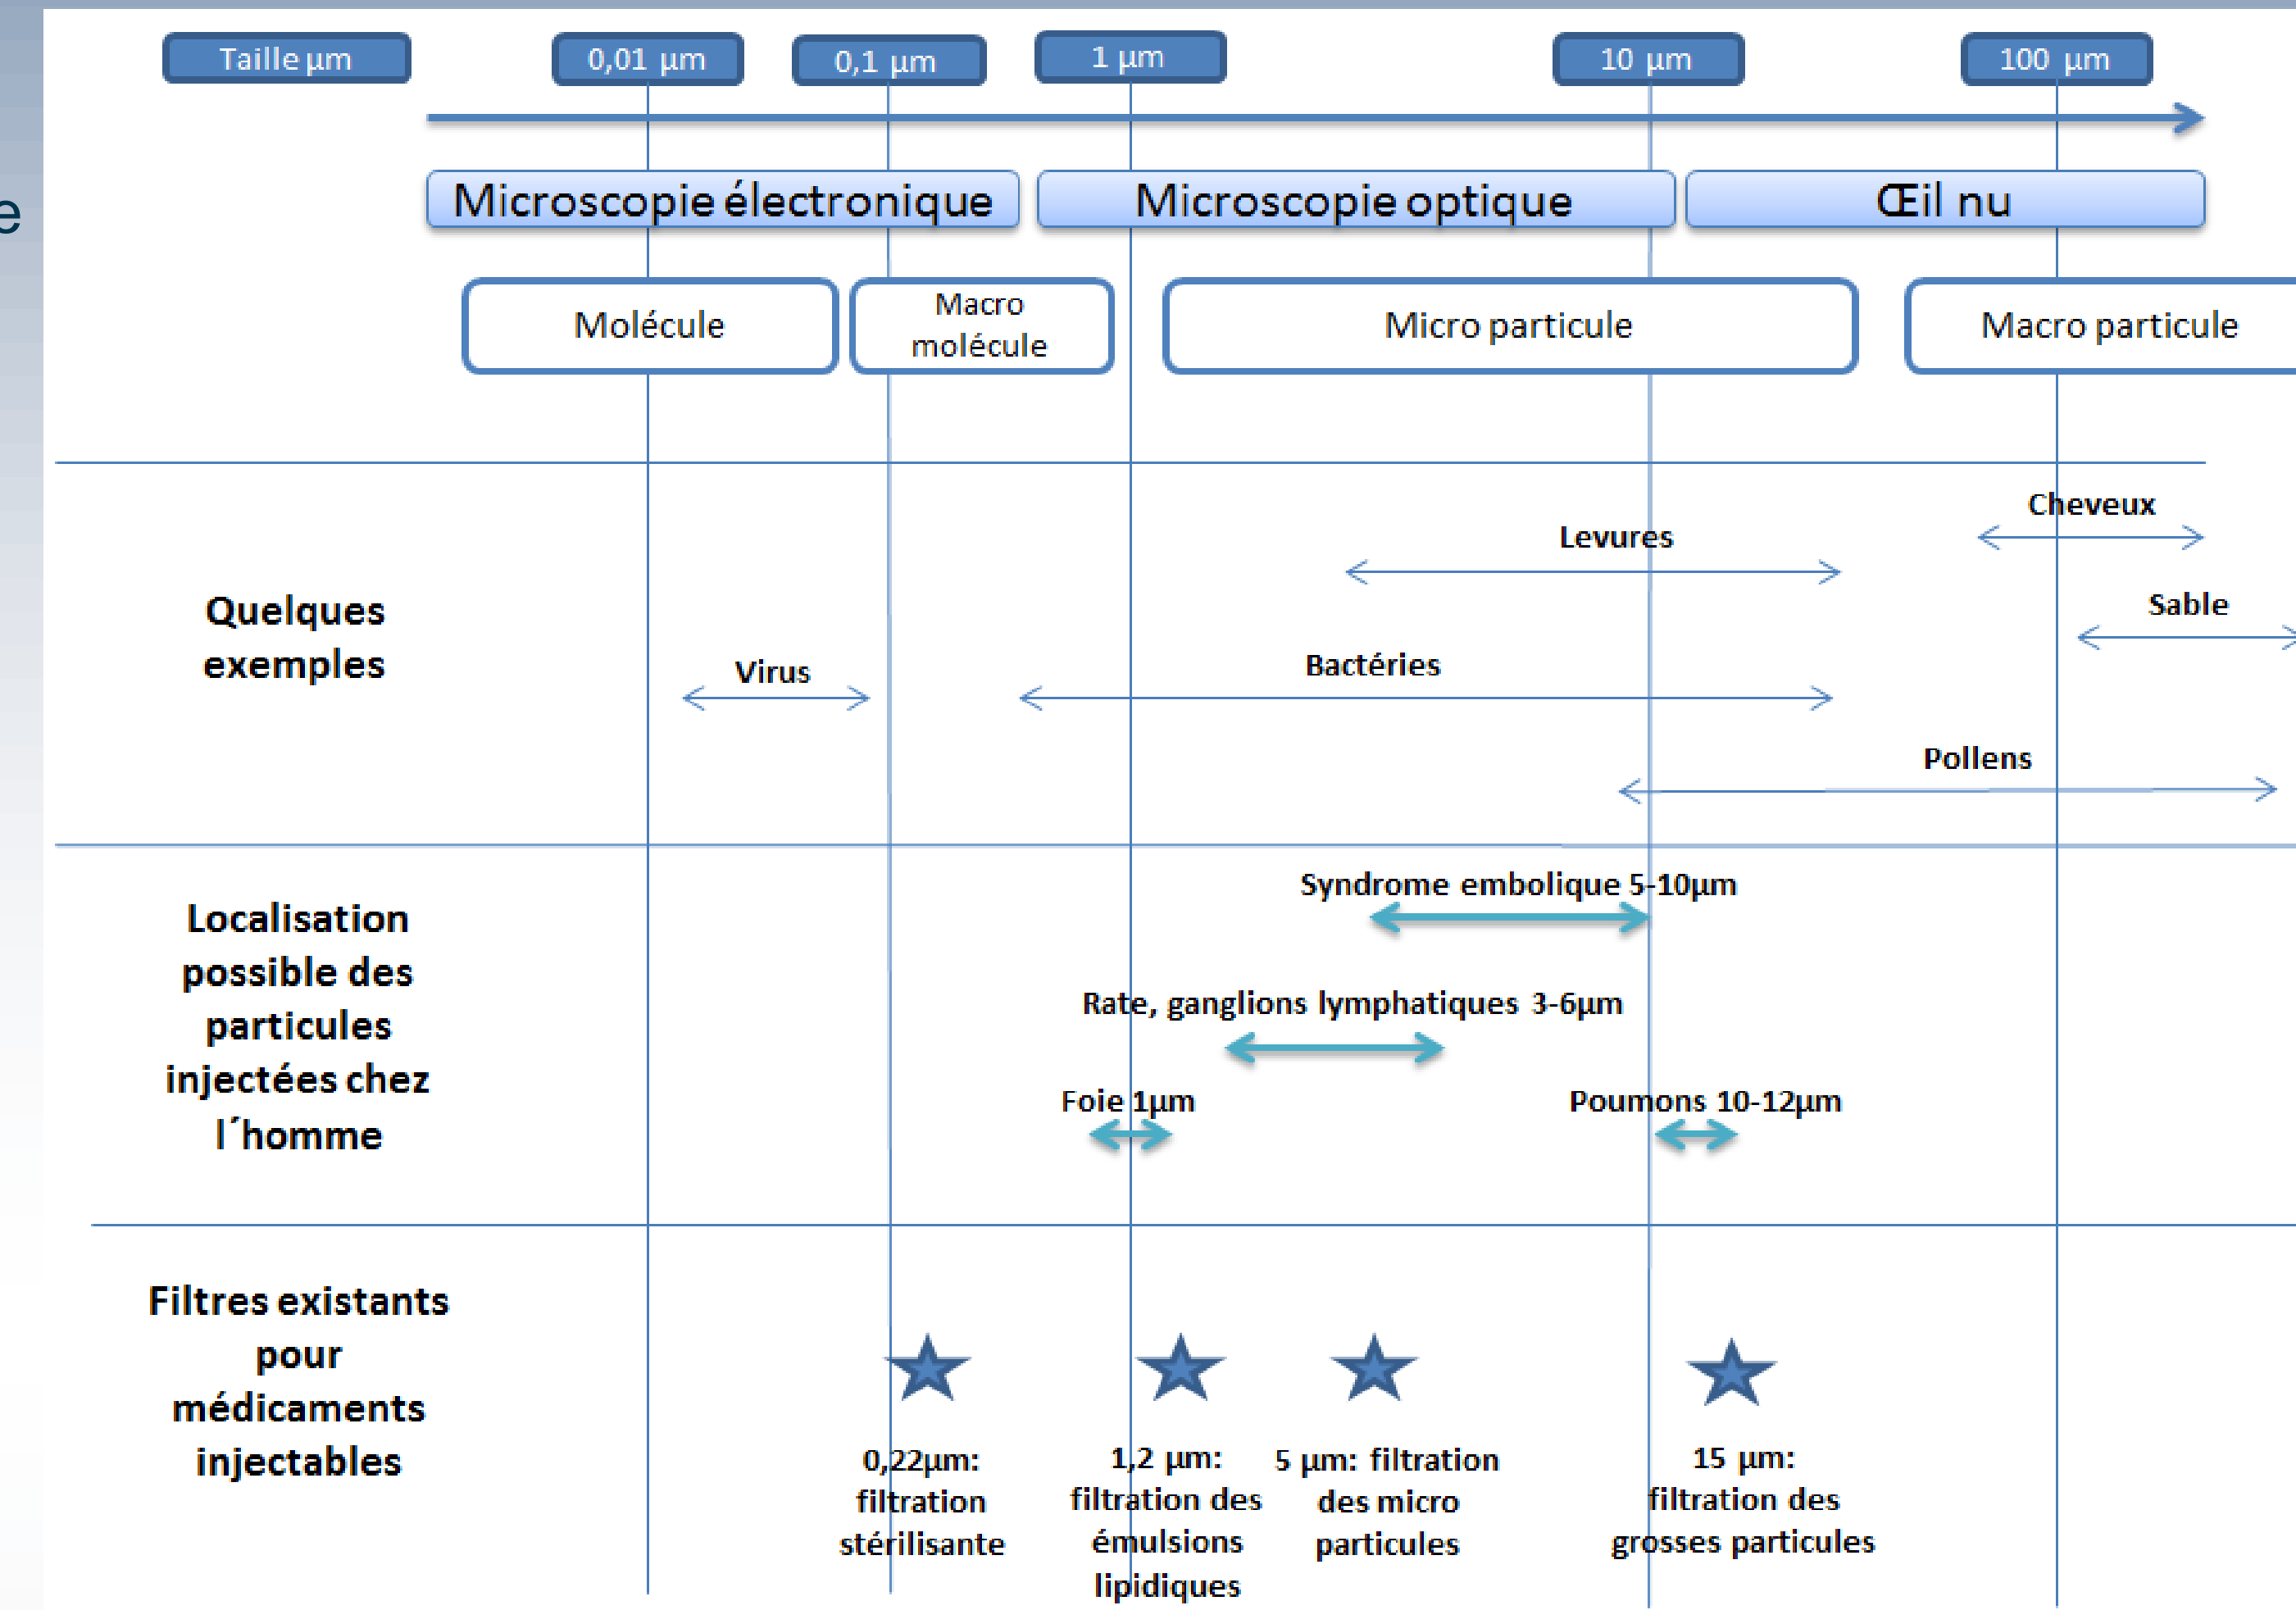 Taille µm
0,01 µm
0,1 µm
1 µm
10 µm
100 µm
e
Microscopie électronique
Microscopie optique
Œil nu
Molécule
Macro
molécule
Micro particule
Macro particule
Quelques
exemples
Cheveux
Levures
Sable
Virus
Bactéries
Pollens
Localisation
possible des
particules
injectées chez
l´homme
Syndrome embolique 5-10µm
Rate, ganglions lymphatiques 3-6µm
Foie 1µm
Poumons 10-12µm
Filtres existants
pour
médicaments
injectables
0,22µm:
filtration
stérilisante
1,2 µm:
filtration des
émulsions
lipidiques
5 µm: filtration
des micro
particules
15 µm:
filtration des
grosses particules